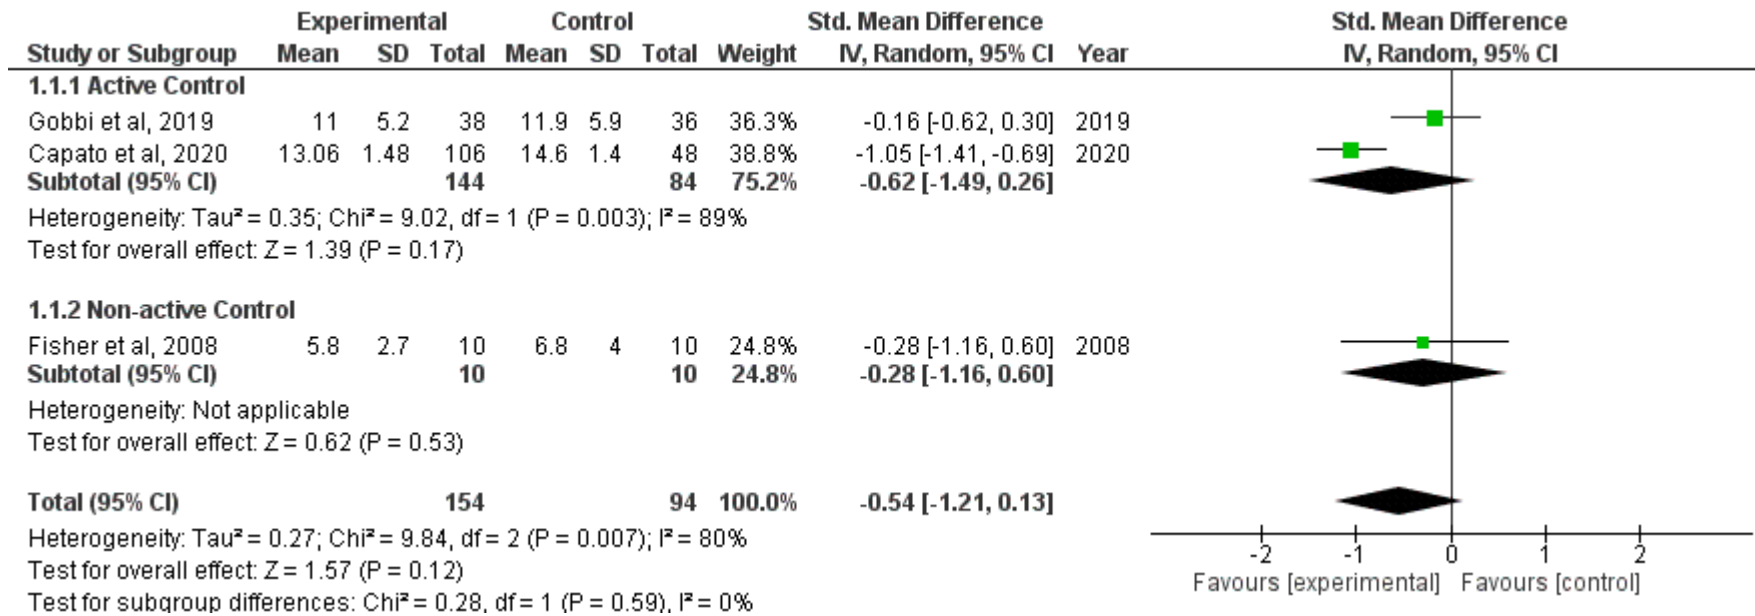 Experimental Control Std. Mean Difference Std. Mean Difference
Study or Subgroup Mean SD Total Mean SD Total Weight IV, Random, 95% CI Year IV, Random, 95% CI
1.1.1 Active Control
Gobbi et al, 2019 11 5.2 38 11.9 5.9 36 36.3% -0.16 [-0.62, 0.30] 2019
Capato et al, 2020 13.06 1.48 106 14.6 1.4 48 38.8% -1.05 [-1.41, -0.69] 2020
Subtotal (95% CI) 144 84 75.2% -0.62 [-1.49, 0.26]
Heterogeneity: Tau² = 0.35; Chi² = 9.02, df = 1 (P = 0.003); I² = 89%
Test for overall effect: Z = 1.39 (P = 0.17)
1.1.2 Non-active Control
Fisher et al, 2008 5.8 2.7 10 6.8 4 10 24.8% -0.28 [-1.16, 0.60] 2008
Subtotal (95% CI) 10 10 24.8% -0.28 [-1.16, 0.60]
Heterogeneity: Not applicable
Test for overall effect: Z = 0.62 (P = 0.53)
Total (95% CI) 154 94 100.0% -0.54 [-1.21, 0.13]
Heterogeneity: Tau² = 0.27; Chi² = 9.84, df = 2 (P = 0.007); I² = 80%
Test for overall effect: Z = 1.57 (P = 0.12)
Test for subgroup differences: Chi² = 0.28, df = 1 (P = 0.59), I² = 0%
-2 -1 0 1 2
Favours [experimental] Favours [control]